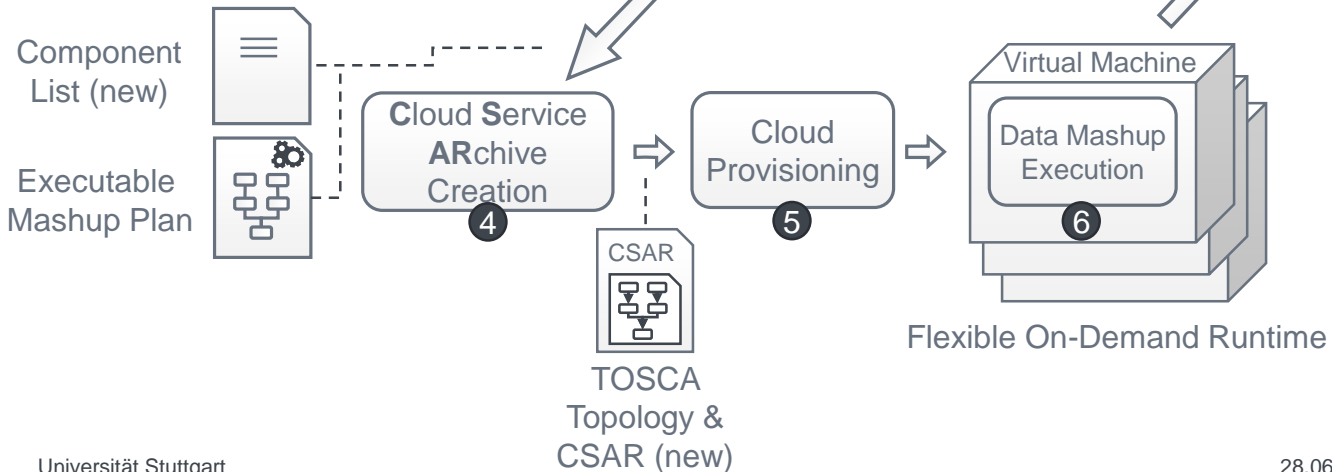 Component
List (new)
Executable
Mashup Plan
Cloud Service
ARchive
Creation
4
Cloud
Provisioning
5
Virtual Machine
Data Mashup
Execution
6
CSAR
TOSCA
Topology &
CSAR (new)
Flexible On-Demand Runtime
Universität Stuttgart
28.06